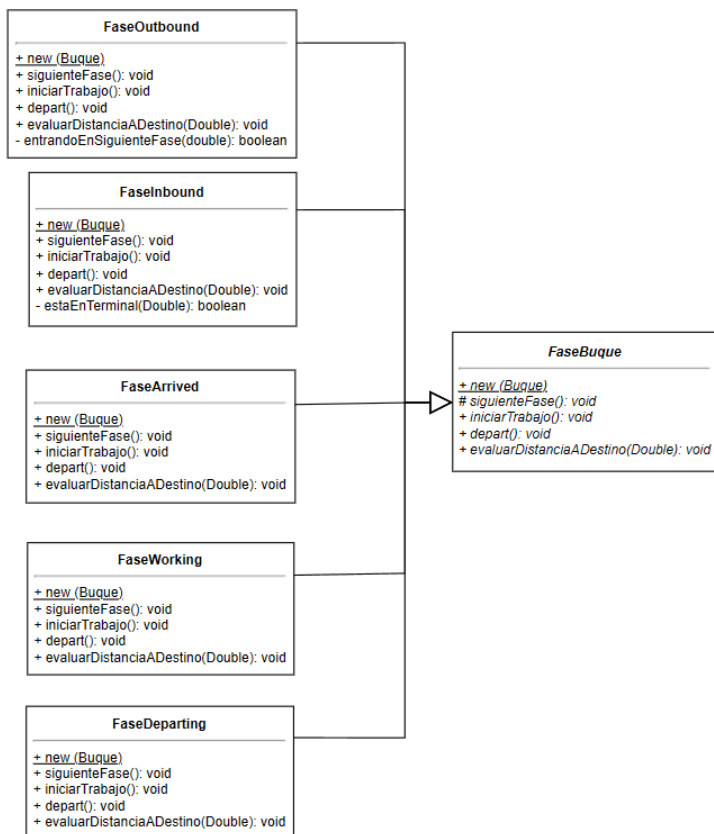 FaseOutbound
+ new (Buque)
+ siguienteFase(): void
+ iniciarTrabajo(): void
+ depart(): void
+ evaluarDistanciaADestino(Double): void
- entrandoEnSiguienteFase(double): boolean
FaseInbound
+ new (Buque)
+ siguienteFase(): void
+ iniciarTrabajo(): void
+ depart(): void
+ evaluarDistanciaADestino(Double): void
- estaEnTerminal(Double): boolean
FaseArrived
+ new (Buque)
+ siguienteFase(): void
+ iniciarTrabajo(): void
+ depart(): void
+ evaluarDistanciaADestino(Double): void
FaseWorking
+ new (Buque)
+ siguienteFase(): void
+ iniciarTrabajo(): void
+ depart(): void
+ evaluarDistanciaADestino(Double): void
FaseDeparting
+ new (Buque)
+ siguienteFase(): void
+ iniciarTrabajo(): void
+ depart(): void
+ evaluarDistanciaADestino(Double): void
FaseBuque
+ new (Buque)
# siguienteFase(): void
+ iniciarTrabajo(): void
+ depart(): void
+ evaluarDistanciaADestino(Double): void